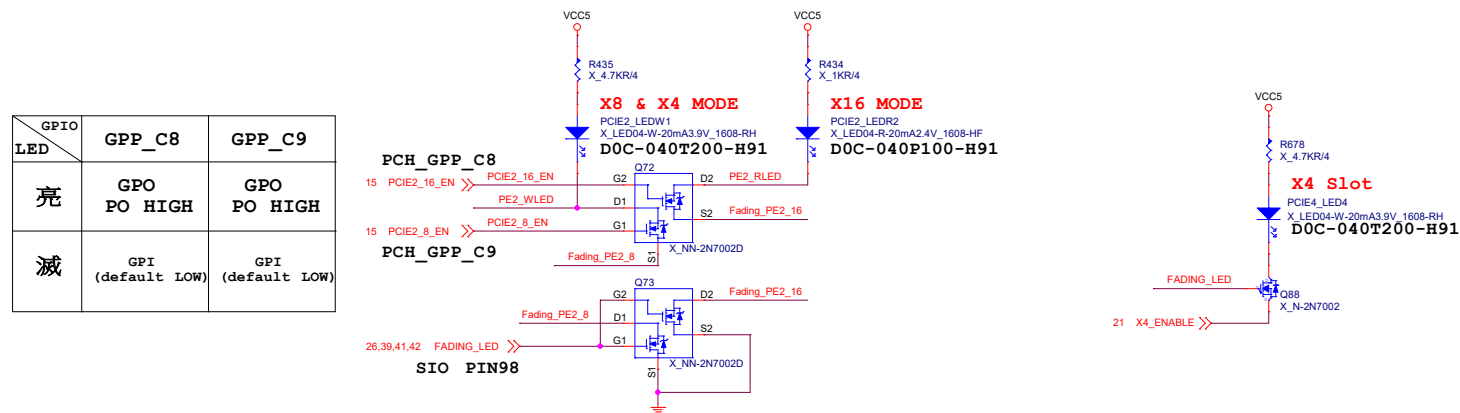 GPIO
LED
GPP_C8
GPP_C9
亮
GPO
PO HIGH
GPO
PO HIGH
滅
GPI
(default LOW)
GPI
(default LOW)
VCC5
R435
X_4.7KR/4
X8 & X4 MODE
PCIE2_LEDW1
X_LED04-W-20mA3.9V_1608-RH
D0C-040T200-H91
VCC5
R434
X_1KR/4
X16 MODE
PCIE2_LEDR2
X_LED04-R-20mA2.4V_1608-HF
D0C-040P100-H91
PCH_GPP_C8
15 PCIE2_16_EN
PCIE2_16_EN
PE2_WLED
15 PCIE2_8_EN
PCIE2_8_EN
PCH_GPP_C9
Fading_PE2_8
Q72
G2
D1
G1
S1
D2
S2
X_NN-2N7002D
PE2_RLED
Fading_PE2_16
Q73
G2
D1
G1
S1
D2
S2
X_NN-2N7002D
Fading_PE2_16
Fading_PE2_8
26,39,41,42 FADING_LED
SIO PIN98
VCC5
R678
X_4.7KR/4
X4 Slot
PCIE4_LED4
X_LED04-W-20mA3.9V_1608-RH
D0C-040T200-H91
FADING_LED
Q88
X_N-2N7002
21 X4_ENABLE